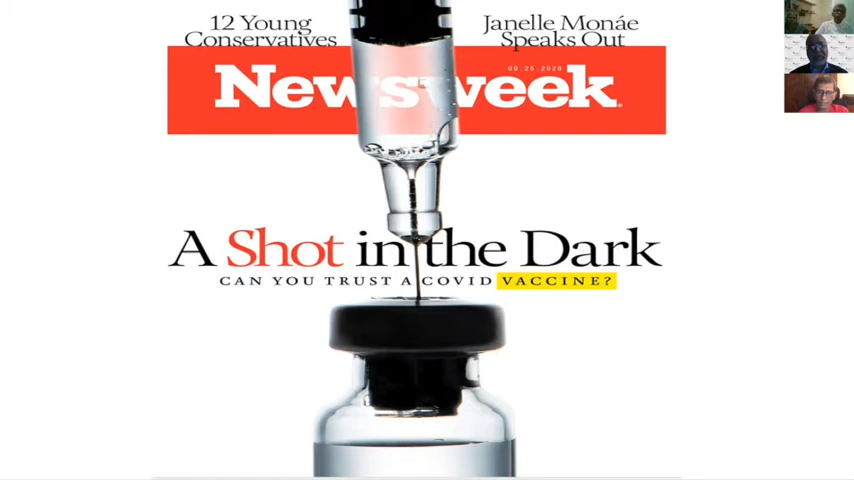 12 Young
Conservatives
Janelle Monáe
Speaks Out
09.25.2020
Newsweek
A Shot in the Dark
CAN YOU TRUST A COVID VACCINE?